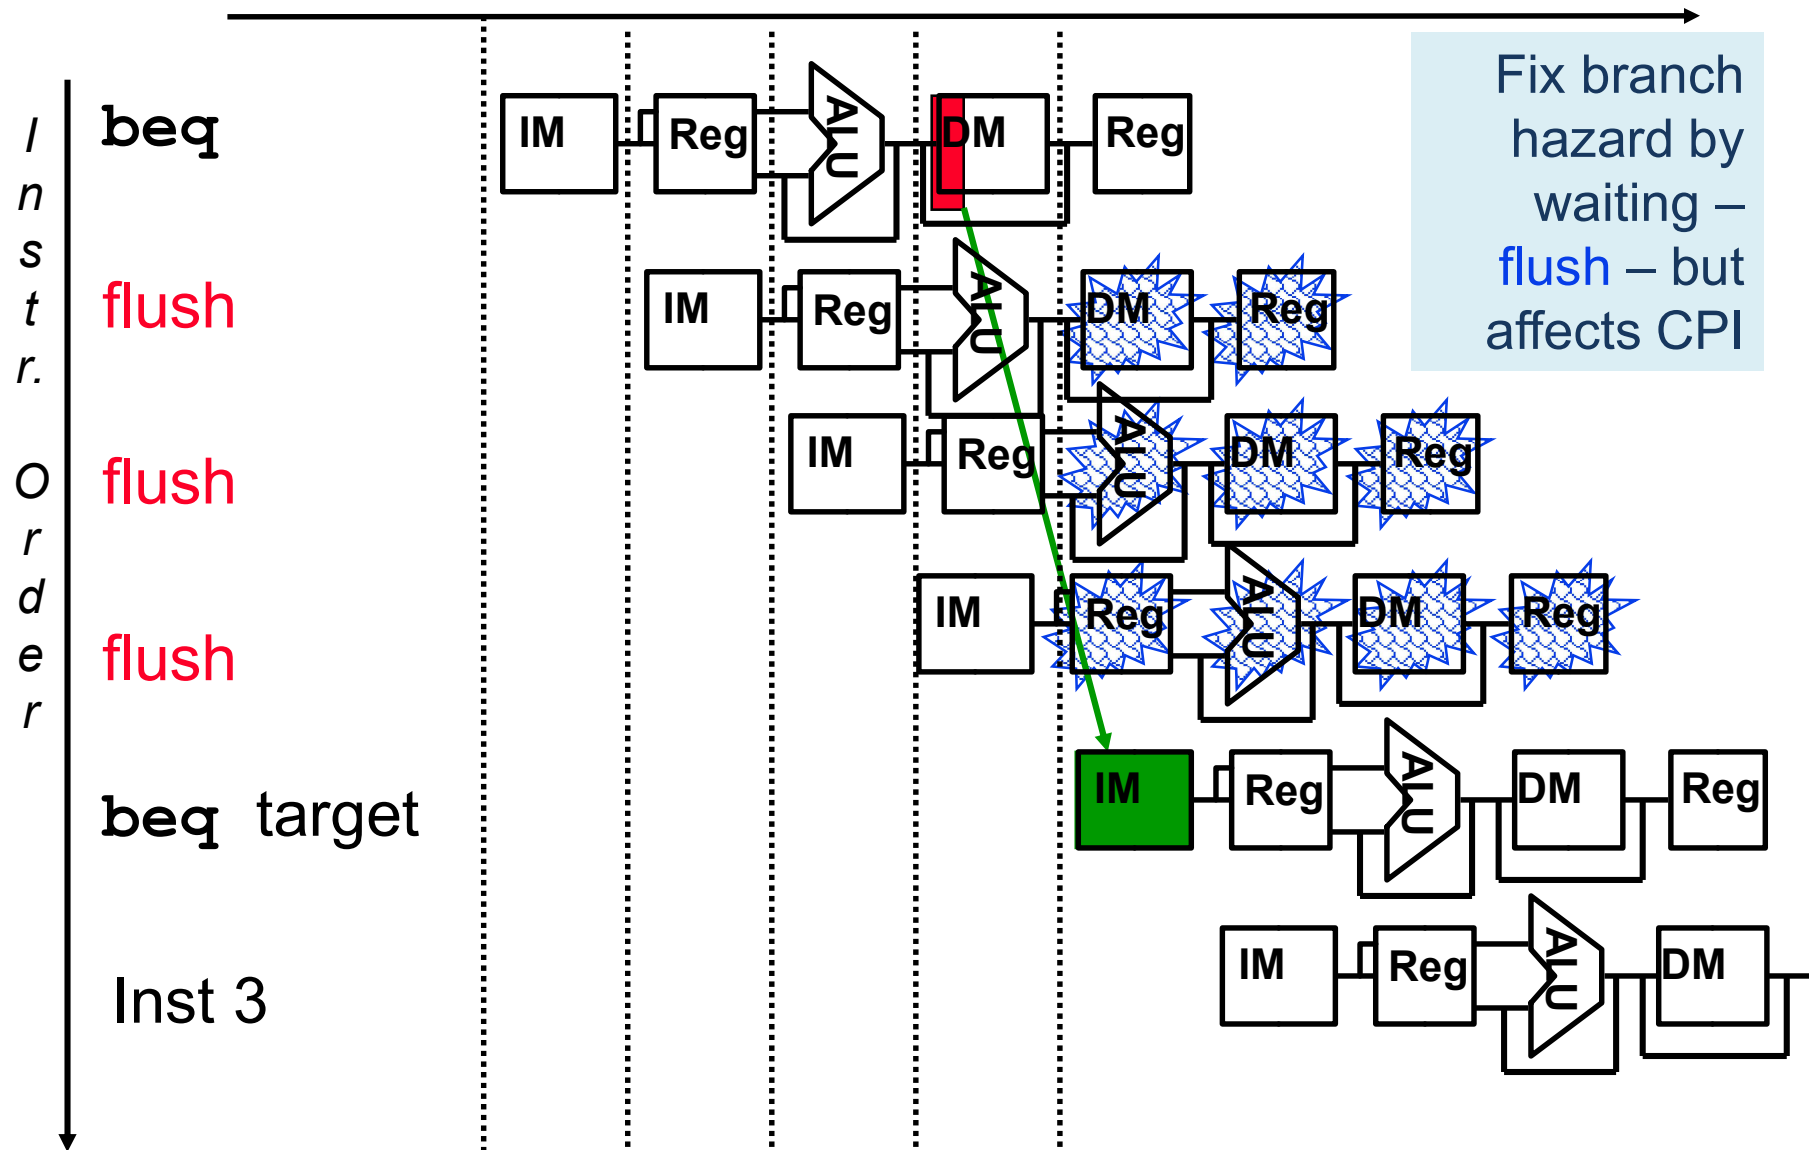 Fix branch
hazard by
waiting –
flush – but
affects CPI
Instr. Order
beq
IM Reg ALU DM Reg
flush
IM Reg ALU DM Reg
flush
IM Reg ALU DM Reg
flush
IM Reg ALU DM Reg
beq target
IM Reg ALU DM Reg
Inst 3
IM Reg ALU DM